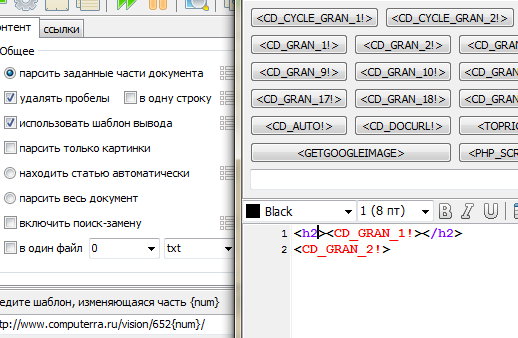 онтент
ссылки
Общее
парсить заданные части документа
удалять пробелы
в одну строку
использовать шаблон вывода
парсить только картинки
находить статью автоматически
парсить весь документ
включить поиск-замену
в один файл
0
txt
ведите шаблон, изменяющаяся часть {num}
tp://www.computerra.ru/vision/652{num}/
<CD_CYCLE_GRAN_1!>
<CD_CYCLE_GRAN_2!>
<CD_GRAN_1!>
<CD_GRAN_2!>
<CD_GRAN
<CD_GRAN_9!>
<CD_GRAN_10!>
<CD_GRAN_
<CD_GRAN_17!>
<CD_GRAN_18!>
<CD_GRAN_
<CD_AUTO!>
<CD_DOCURL!>
<TOPRIC
<GETGOOGLEIMAGE>
<PHP_SCR
Black
1 (8 пт)
B I U
1 <h2><CD_GRAN_1!></h2>
2 <CD_GRAN_2!>